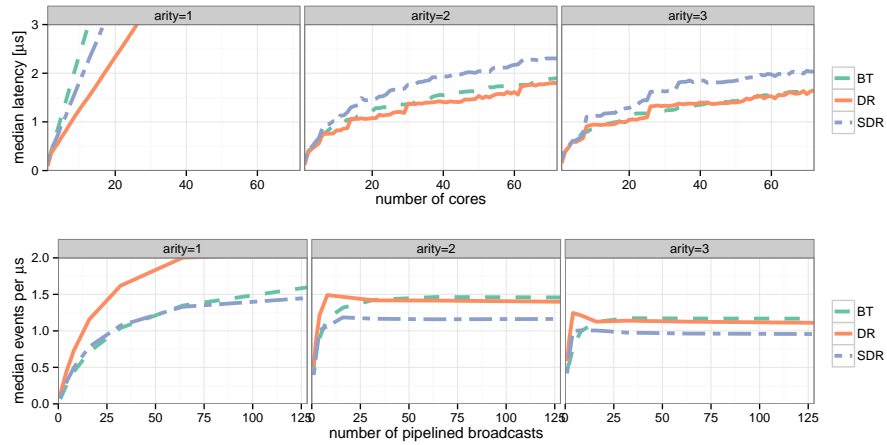 arity=1 arity=2 arity=3
median latency [µs]
3
2
1
0
20 40 60 20 40 60 20 40 60
number of cores
BT
DR
SDR
arity=1 arity=2 arity=3
median events per µs
2.0
1.5
1.0
0.5
0.0
0 25 50 75 100 125 0 25 50 75 100 125 0 25 50 75 100 125
number of pipelined broadcasts
BT
DR
SDR